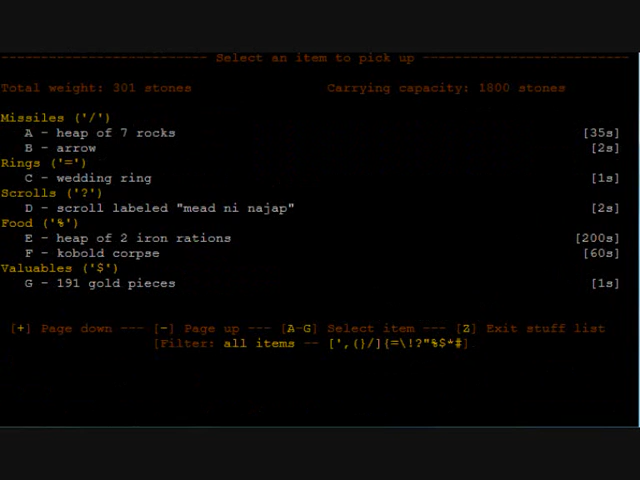 ------------------------- Select an item to pick up -------------------------
Total weight: 301 stones Carrying capacity: 1800 stones
Missiles ('/')
A - heap of 7 rocks [35s]
B - arrow [2s]
Rings ('=')
C - wedding ring [1s]
Scrolls ('?')
D - scroll labeled "mead ni najap" [2s]
Food ('%')
E - heap of 2 iron rations [200s]
F - kobold corpse [60s]
Valuables ('$')
G - 191 gold pieces [1s]
[+] Page down --- [-] Page up --- [A-G] Select item --- [Z] Exit stuff list
[Filter: all items -- [',(}/]{=\!?"%$*#]